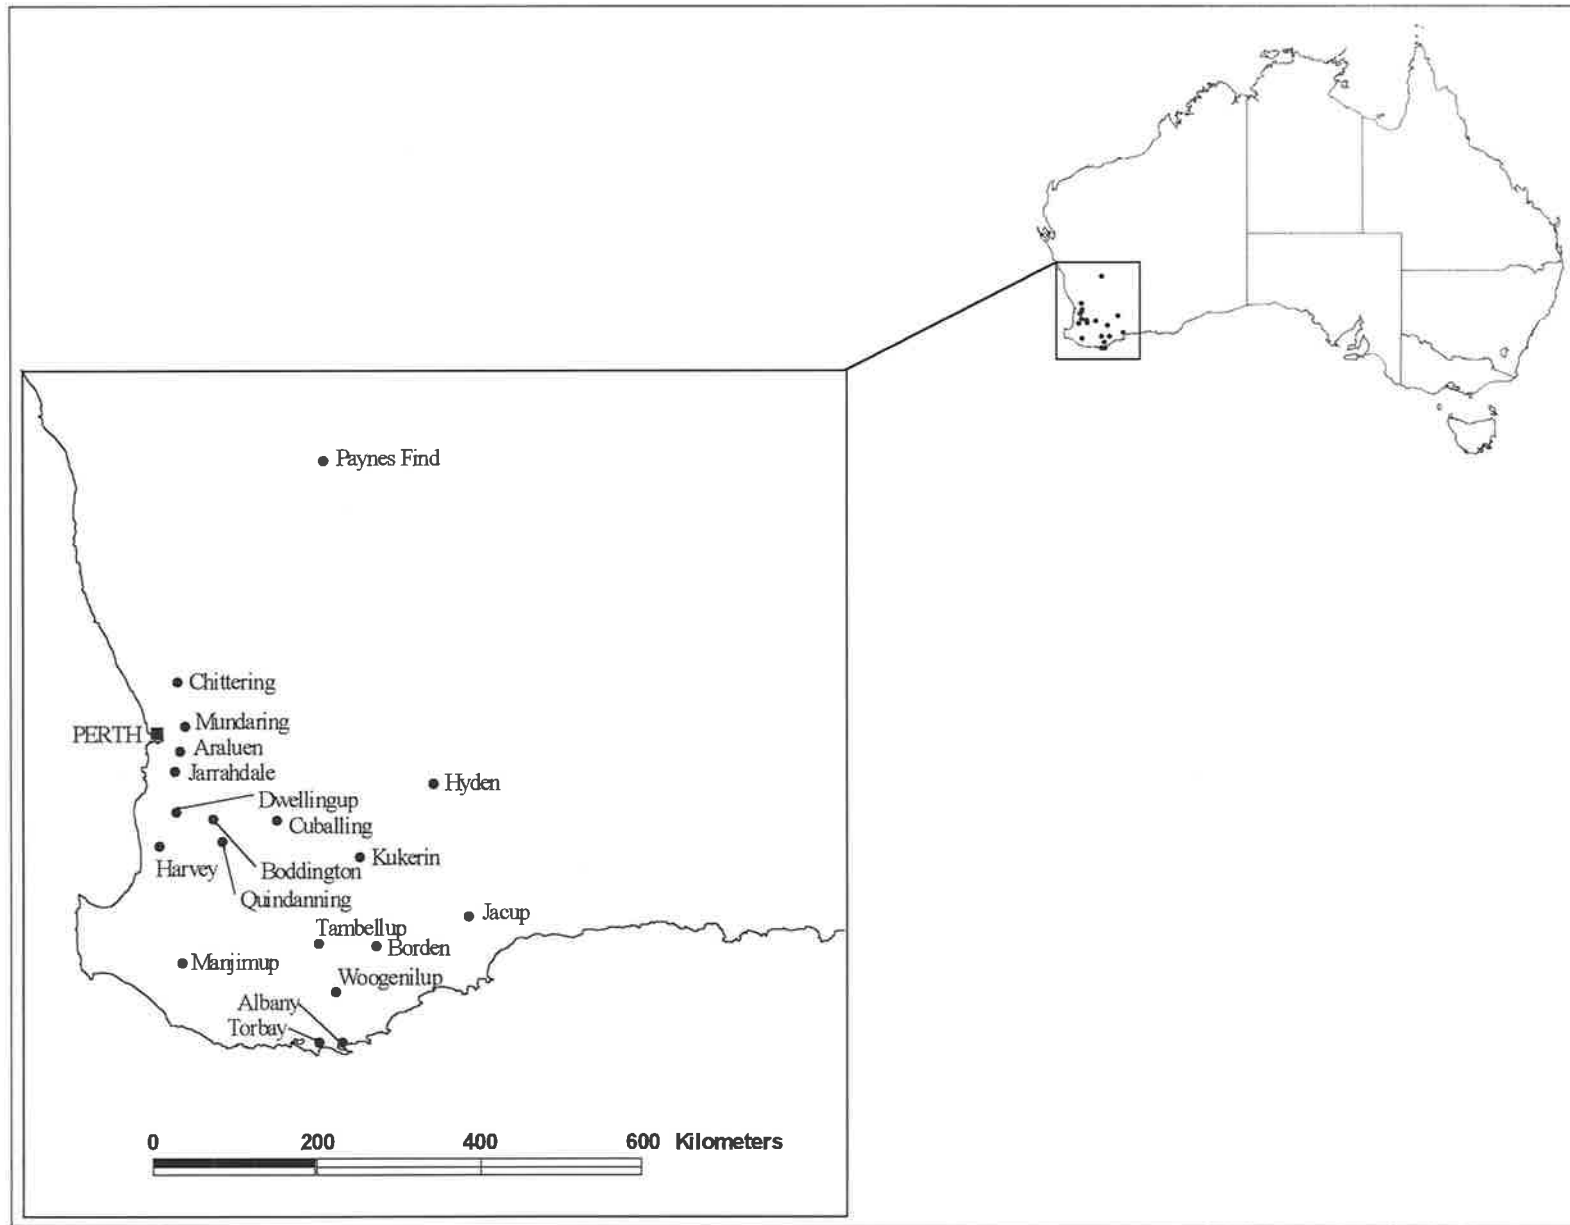 Paynes Find
Chittering
Mundaring
PERTH
Araluen
Jarrahdale
Hyden
Dwellingup
Cuballing
Kukerin
Harvey
Boddington
Quindanning
Jacup
Tambellup
Borden
Manjimup
Woogenilup
Albany
Torbay
0 200 400 600 Kilometers